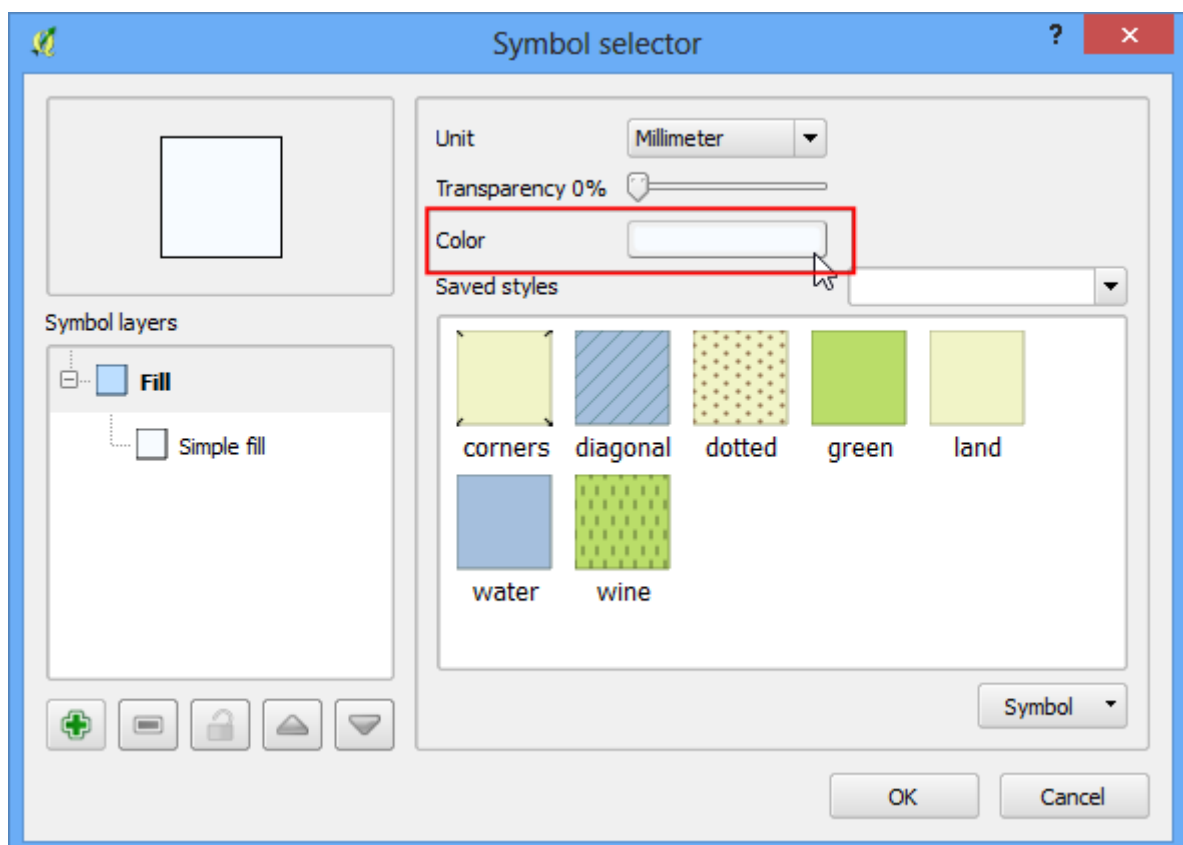 Symbol selector
?
Unit
Millimeter
Transparency 0%
Color
Saved styles
Symbol layers
Fill
Simple fill
corners diagonal dotted green land
water wine
Symbol
OK
Cancel